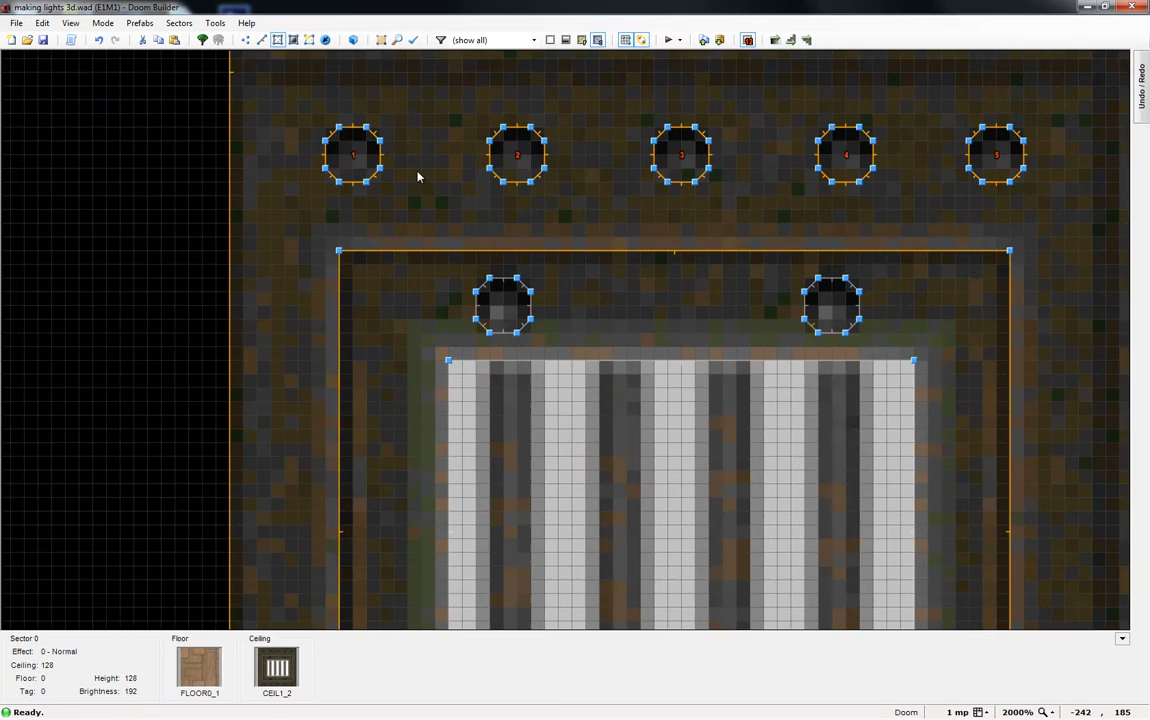 making lights 3d.wad (E1M1) - Doom Builder
File Edit View Mode Prefabs Sectors Tools Help
(show all)
Undo / Redo
1 2 3 4 5
Sector 0
Effect: 0 - Normal
Ceiling: 128
Floor: 0 Height: 128
Tag: 0 Brightness: 192
Floor
FLOOR0_1
Ceiling
CEIL1_2
Ready.
Doom 1 mp 2000% -242 , 185